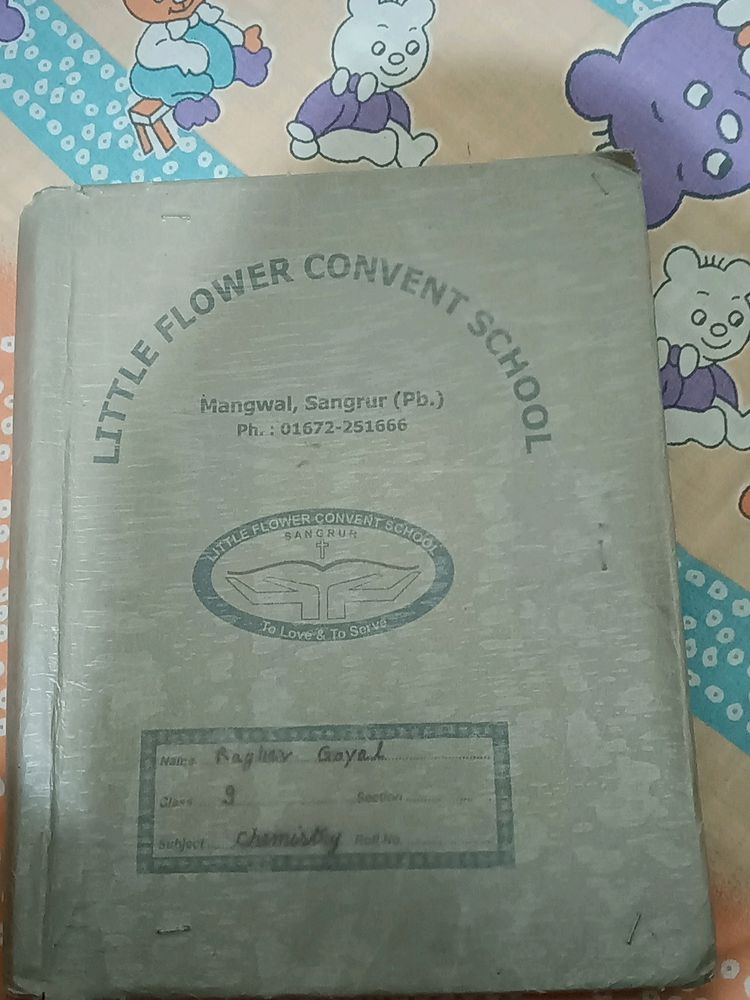 LITTLE FLOWER CONVENT SCHOOL
Mangwal, Sangrur (Pb.)
Ph. : 01672-251666
LITTLE FLOWER CONVENT SCHOOL
SANGRUR
To Love & To Serve
Name Raghav Goyal
Class 9 Section
Subject Chemistry Roll No.